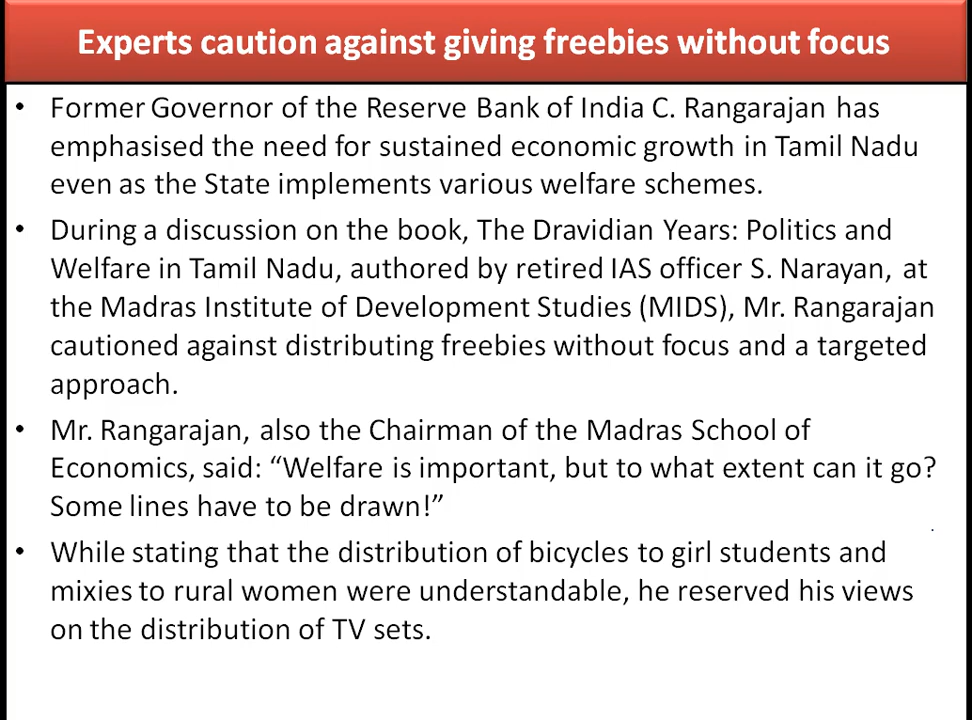 Experts caution against giving freebies without focus
• Former Governor of the Reserve Bank of India C. Rangarajan has
emphasised the need for sustained economic growth in Tamil Nadu
even as the State implements various welfare schemes.
• During a discussion on the book, The Dravidian Years: Politics and
Welfare in Tamil Nadu, authored by retired IAS officer S. Narayan, at
the Madras Institute of Development Studies (MIDS), Mr. Rangarajan
cautioned against distributing freebies without focus and a targeted
approach.
• Mr. Rangarajan, also the Chairman of the Madras School of
Economics, said: “Welfare is important, but to what extent can it go?
Some lines have to be drawn!”
• While stating that the distribution of bicycles to girl students and
mixies to rural women were understandable, he reserved his views
on the distribution of TV sets.